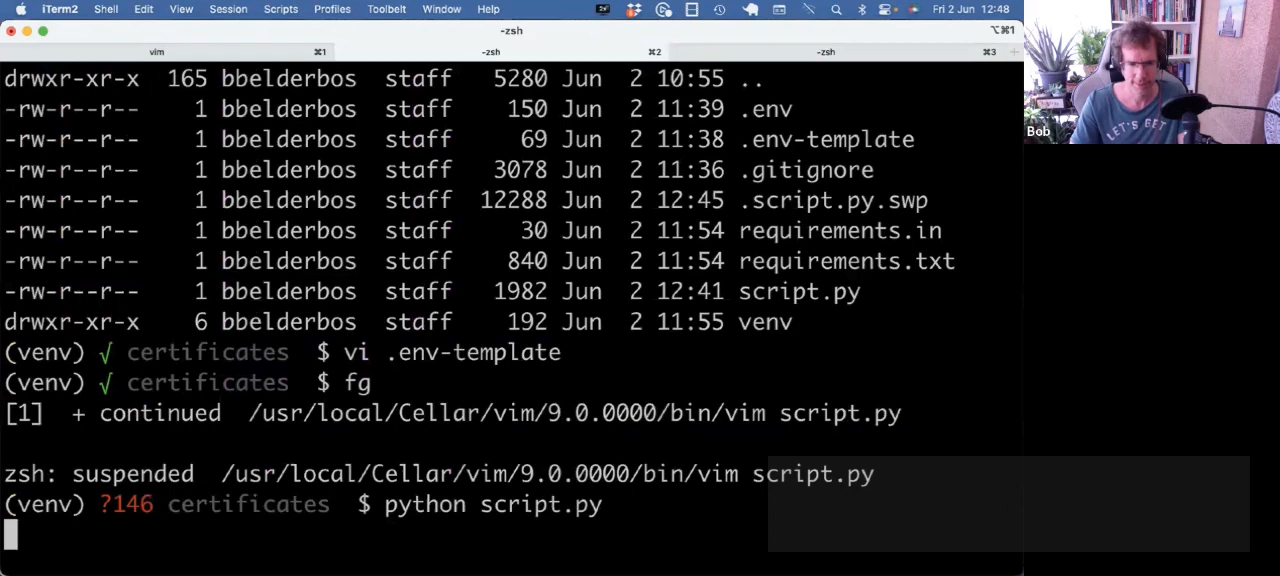 iTerm2 Shell Edit View Session Scripts Profiles Toolbelt Window Help Fri 2 Jun 12:48
-zsh ⌥⌘1
vim ⌘1 -zsh ⌘2 -zsh ⌘3
drwxr-xr-x 165 bbelderbos staff 5280 Jun 2 10:55 ..
-rw-r--r-- 1 bbelderbos staff 150 Jun 2 11:39 .env
-rw-r--r-- 1 bbelderbos staff 69 Jun 2 11:38 .env-template
-rw-r--r-- 1 bbelderbos staff 3078 Jun 2 11:36 .gitignore
-rw-r--r-- 1 bbelderbos staff 12288 Jun 2 12:45 .script.py.swp
-rw-r--r-- 1 bbelderbos staff 30 Jun 2 11:54 requirements.in
-rw-r--r-- 1 bbelderbos staff 840 Jun 2 11:54 requirements.txt
-rw-r--r-- 1 bbelderbos staff 1982 Jun 2 12:41 script.py
drwxr-xr-x 6 bbelderbos staff 192 Jun 2 11:55 venv
(venv) √ certificates $ vi .env-template
(venv) √ certificates $ fg
[1] + continued /usr/local/Cellar/vim/9.0.0000/bin/vim script.py
zsh: suspended /usr/local/Cellar/vim/9.0.0000/bin/vim script.py
(venv) ?146 certificates $ python script.py
LET'S GET
Bob